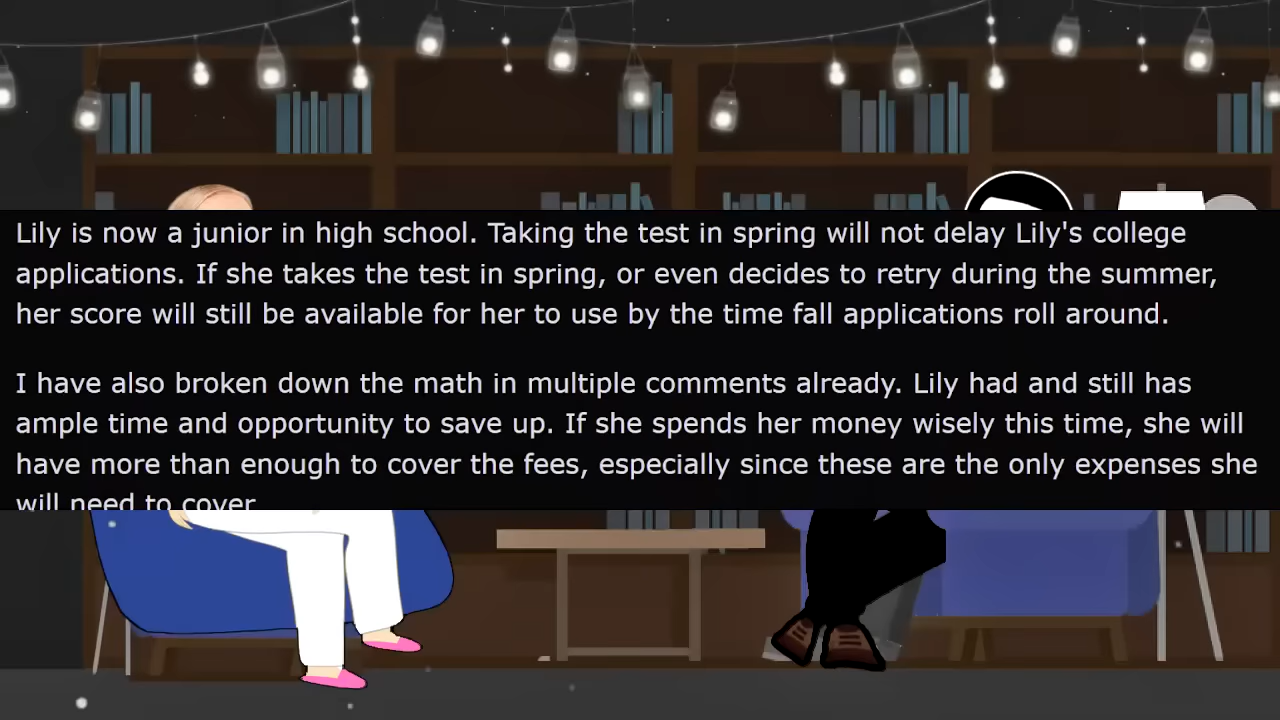 Lily is now a junior in high school. Taking the test in spring will not delay Lily's college
applications. If she takes the test in spring, or even decides to retry during the summer,
her score will still be available for her to use by the time fall applications roll around.
I have also broken down the math in multiple comments already. Lily had and still has
ample time and opportunity to save up. If she spends her money wisely this time, she will
have more than enough to cover the fees, especially since these are the only expenses she
will need to cover